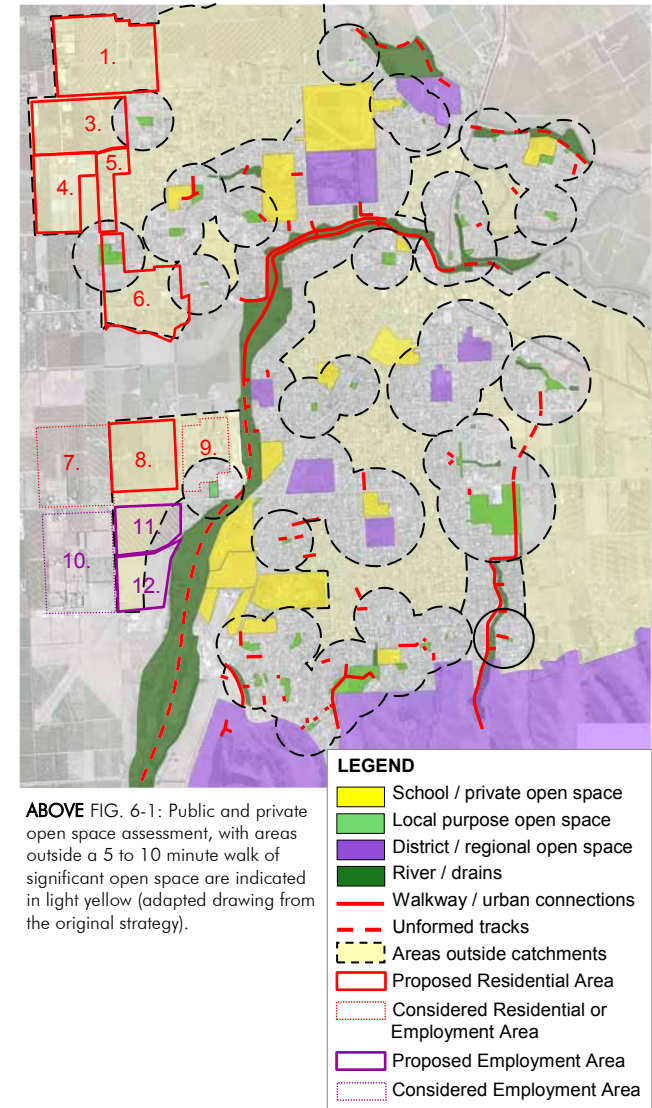 1.
3.
5.
4.
6.
7.
8.
9.
10.
11.
12.
ABOVE FIG. 6-1: Public and private
open space assessment, with areas
outside a 5 to 10 minute walk of
significant open space are indicated
in light yellow (adapted drawing from
the original strategy).
LEGEND
School / private open space
Local purpose open space
District / regional open space
River / drains
Walkway / urban connections
Unformed tracks
Areas outside catchments
Proposed Residential Area
Considered Residential or
Employment Area
Proposed Employment Area
Considered Employment Area